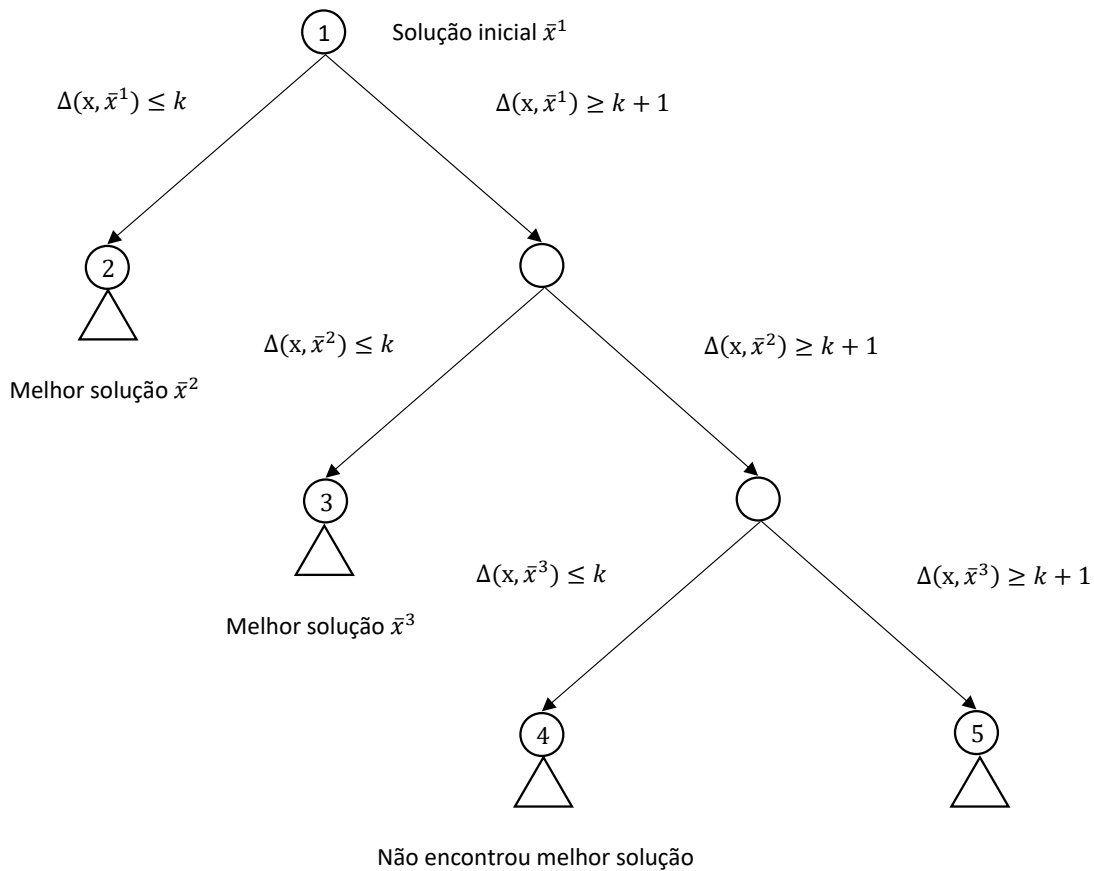 1
Solução inicial x̄¹
Δ(x, x̄¹) ≤ k
Δ(x, x̄¹) ≥ k + 1
2
Melhor solução x̄²
Δ(x, x̄²) ≤ k
Δ(x, x̄²) ≥ k + 1
3
Melhor solução x̄³
Δ(x, x̄³) ≤ k
Δ(x, x̄³) ≥ k + 1
4
5
Não encontrou melhor solução